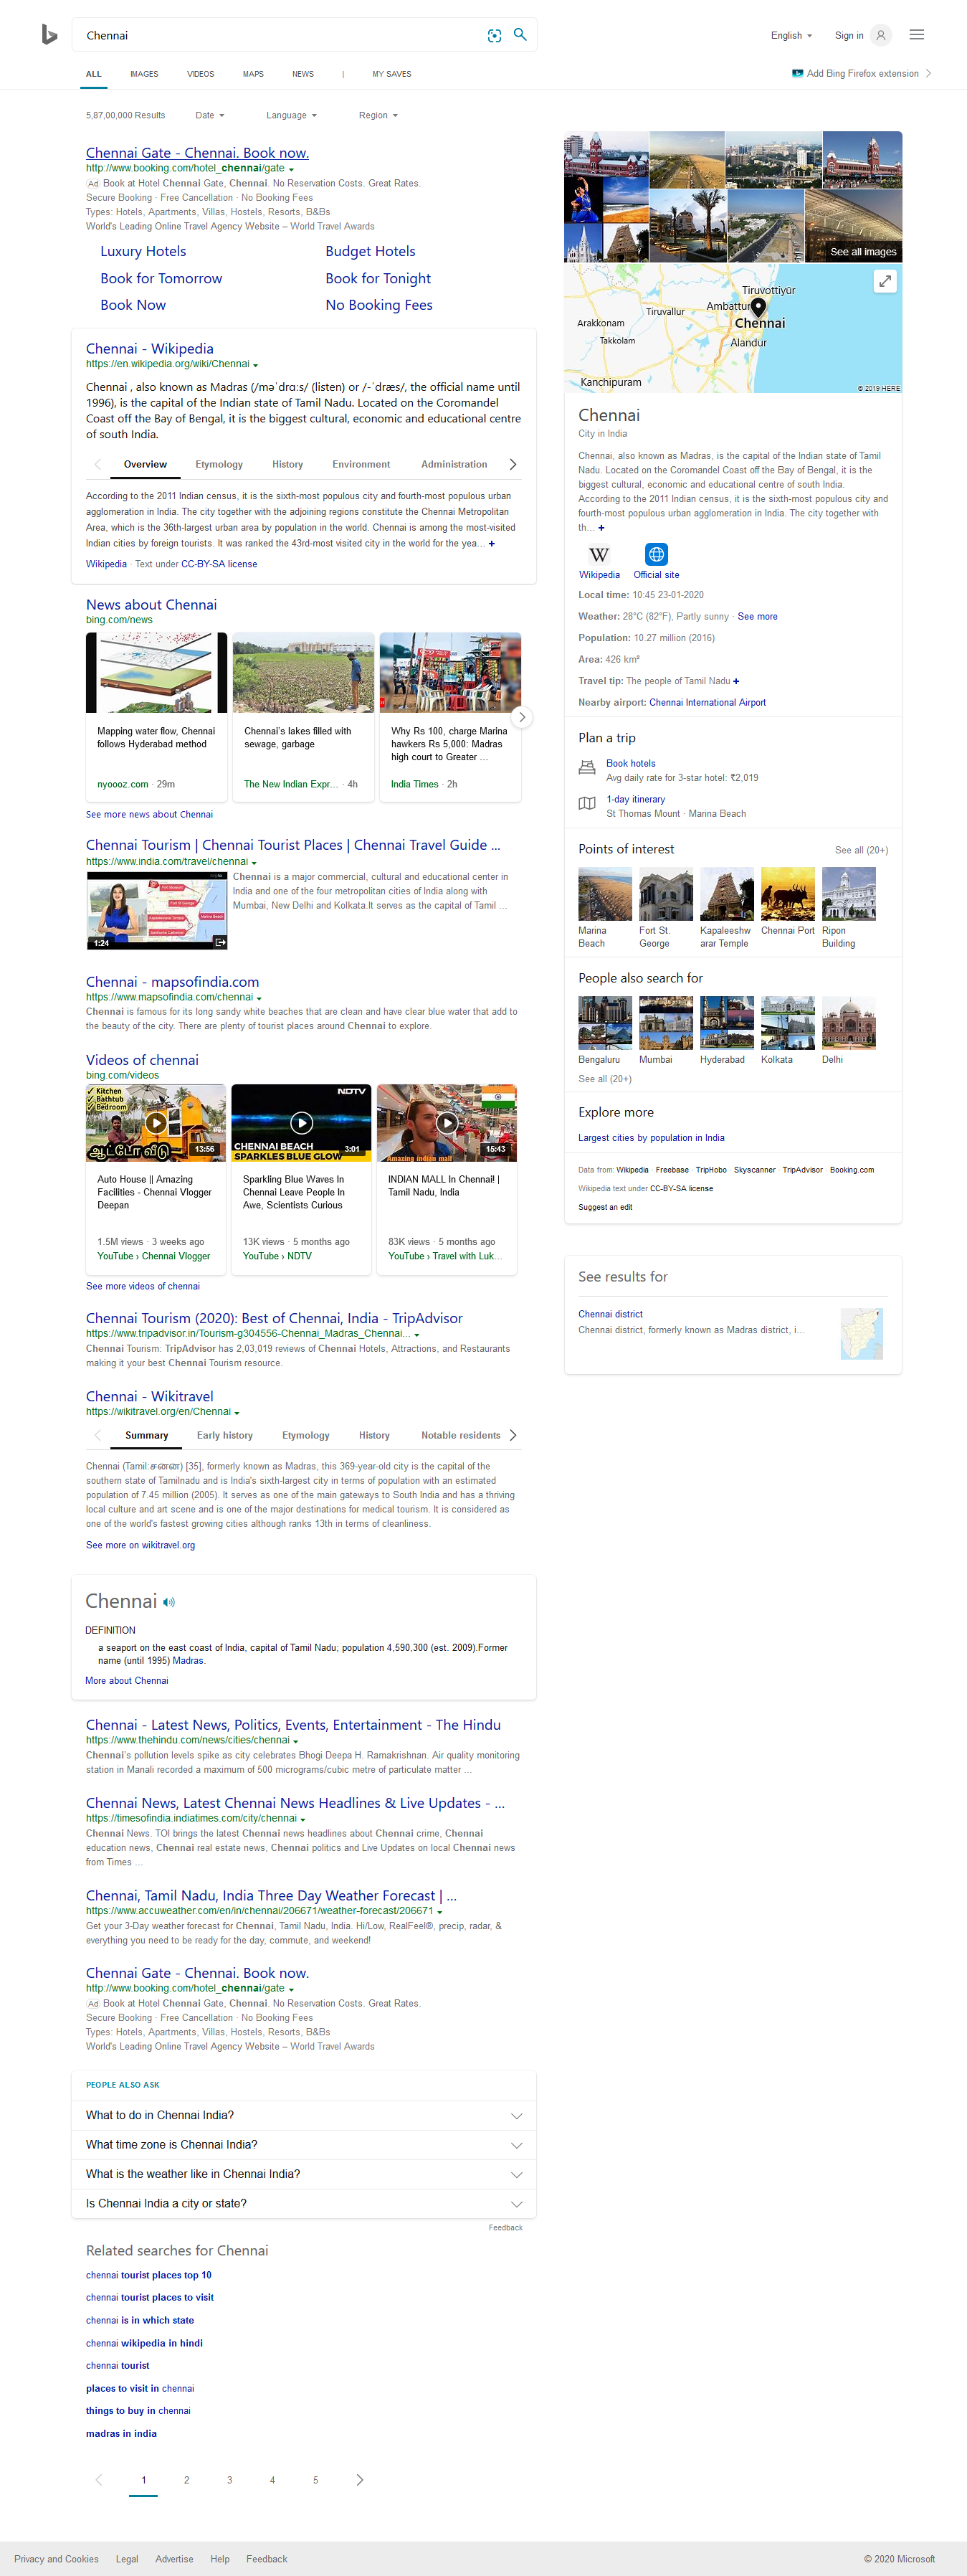 Chennai
English
Sign in
ALL
IMAGES
VIDEOS
MAPS
NEWS
|
MY SAVES
Add Bing Firefox extension
5,87,00,000 Results
Date
Language
Region
Chennai Gate - Chennai. Book now.
http://www.booking.com/hotel_chennai/gate
Ad Book at Hotel Chennai Gate, Chennai. No Reservation Costs. Great Rates.
Secure Booking · Free Cancellation · No Booking Fees
Types: Hotels, Apartments, Villas, Hostels, Resorts, B&Bs
World's Leading Online Travel Agency Website – World Travel Awards
Luxury Hotels
Budget Hotels
Book for Tomorrow
Book for Tonight
Book Now
No Booking Fees
Chennai - Wikipedia
https://en.wikipedia.org/wiki/Chennai
Chennai , also known as Madras (/məˈdrɑːs/ (listen) or /-ˈdræs/, the official name until
1996), is the capital of the Indian state of Tamil Nadu. Located on the Coromandel
Coast off the Bay of Bengal, it is the biggest cultural, economic and educational centre
of south India.
Overview
Etymology
History
Environment
Administration
According to the 2011 Indian census, it is the sixth-most populous city and fourth-most populous urban
agglomeration in India. The city together with the adjoining regions constitute the Chennai Metropolitan
Area, which is the 36th-largest urban area by population in the world. Chennai is among the most-visited
Indian cities by foreign tourists. It was ranked the 43rd-most visited city in the world for the yea... +
Wikipedia · Text under CC-BY-SA license
News about Chennai
bing.com/news
Mapping water flow, Chennai
follows Hyderabad method
nyoooz.com · 29m
Chennai's lakes filled with
sewage, garbage
The New Indian Expr... · 4h
Why Rs 100, charge Marina
hawkers Rs 5,000: Madras
high court to Greater ...
India Times · 2h
See more news about Chennai
Chennai Tourism | Chennai Tourist Places | Chennai Travel Guide ...
https://www.india.com/travel/chennai
1:24
Chennai is a major commercial, cultural and educational center in
India and one of the four metropolitan cities of India along with
Mumbai, New Delhi and Kolkata.It serves as the capital of Tamil ...
Chennai - mapsofindia.com
https://www.mapsofindia.com/chennai
Chennai is famous for its long sandy white beaches that are clean and have clear blue water that add to
the beauty of the city. There are plenty of tourist places around Chennai to explore.
Videos of chennai
bing.com/videos
Kitchen
Bathtub
Bedroom
ஆட்டோ வீடு
13:56
NDTV
CHENNAI BEACH
SPARKLES BLUE GLOW
3:01
Amazing indian mall
15:43
Auto House || Amazing
Facilities - Chennai Vlogger
Deepan
1.5M views · 3 weeks ago
YouTube › Chennai Vlogger
Sparkling Blue Waves In
Chennai Leave People In
Awe, Scientists Curious
13K views · 5 months ago
YouTube › NDTV
INDIAN MALL In Chennai! |
Tamil Nadu, India
83K views · 5 months ago
YouTube › Travel with Luk...
See more videos of chennai
Chennai Tourism (2020): Best of Chennai, India - TripAdvisor
https://www.tripadvisor.in/Tourism-g304556-Chennai_Madras_Chennai...
Chennai Tourism: TripAdvisor has 2,03,019 reviews of Chennai Hotels, Attractions, and Restaurants
making it your best Chennai Tourism resource.
Chennai - Wikitravel
https://wikitravel.org/en/Chennai
Summary
Early history
Etymology
History
Notable residents
Chennai (Tamil: [35], formerly known as Madras, this 369-year-old city is the capital of the
southern state of Tamilnadu and is India's sixth-largest city in terms of population with an estimated
population of 7.45 million (2005). It serves as one of the main gateways to South India and has a thriving
local culture and art scene and is one of the major destinations for medical tourism. It is considered as
one of the world's fastest growing cities although ranks 13th in terms of cleanliness.
See more on wikitravel.org
Chennai
DEFINITION
a seaport on the east coast of India, capital of Tamil Nadu; population 4,590,300 (est. 2009).Former
name (until 1995) Madras.
More about Chennai
Chennai - Latest News, Politics, Events, Entertainment - The Hindu
https://www.thehindu.com/news/cities/chennai
Chennai's pollution levels spike as city celebrates Bhogi Deepa H. Ramakrishnan. Air quality monitoring
station in Manali recorded a maximum of 500 micrograms/cubic metre of particulate matter ...
Chennai News, Latest Chennai News Headlines & Live Updates - ...
https://timesofindia.indiatimes.com/city/chennai
Chennai News. TOI brings the latest Chennai news headlines about Chennai crime, Chennai
education news, Chennai real estate news, Chennai politics and Live Updates on local Chennai news
from Times ...
Chennai, Tamil Nadu, India Three Day Weather Forecast | ...
https://www.accuweather.com/en/in/chennai/206671/weather-forecast/206671
Get your 3-Day weather forecast for Chennai, Tamil Nadu, India. Hi/Low, RealFeel®, precip, radar, &
everything you need to be ready for the day, commute, and weekend!
Chennai Gate - Chennai. Book now.
http://www.booking.com/hotel_chennai/gate
Ad Book at Hotel Chennai Gate, Chennai. No Reservation Costs. Great Rates.
Secure Booking · Free Cancellation · No Booking Fees
Types: Hotels, Apartments, Villas, Hostels, Resorts, B&Bs
World's Leading Online Travel Agency Website – World Travel Awards
PEOPLE ALSO ASK
What to do in Chennai India?
What time zone is Chennai India?
What is the weather like in Chennai India?
Is Chennai India a city or state?
Feedback
Related searches for Chennai
chennai tourist places top 10
chennai tourist places to visit
chennai is in which state
chennai wikipedia in hindi
chennai tourist
places to visit in chennai
things to buy in chennai
madras in india
1 2 3 4 5
See all images
Tiruvottiyūr
Ambattur
Tiruvallur
Arakkonam
Chennai
Takkolam
Alandur
Kanchipuram
© 2019 HERE
Chennai
City in India
Chennai, also known as Madras, is the capital of the Indian state of Tamil
Nadu. Located on the Coromandel Coast off the Bay of Bengal, it is the
biggest cultural, economic and educational centre of south India.
According to the 2011 Indian census, it is the sixth-most populous city and
fourth-most populous urban agglomeration in India. The city together with
th... +
W
Wikipedia
Official site
Local time: 10:45 23-01-2020
Weather: 28°C (82°F), Partly sunny · See more
Population: 10.27 million (2016)
Area: 426 km²
Travel tip: The people of Tamil Nadu +
Nearby airport: Chennai International Airport
Plan a trip
Book hotels
Avg daily rate for 3-star hotel: ₹2,019
1-day itinerary
St Thomas Mount · Marina Beach
Points of interest
See all (20+)
Marina
Beach
Fort St.
George
Kapaleeshw
arar Temple
Chennai Port
Ripon
Building
People also search for
Bengaluru
Mumbai
Hyderabad
Kolkata
Delhi
See all (20+)
Explore more
Largest cities by population in India
Data from: Wikipedia · Freebase · TripHobo · Skyscanner · TripAdvisor · Booking.com
Wikipedia text under CC-BY-SA license
Suggest an edit
See results for
Chennai district
Chennai district, formerly known as Madras district, i...
Privacy and Cookies
Legal
Advertise
Help
Feedback
© 2020 Microsoft